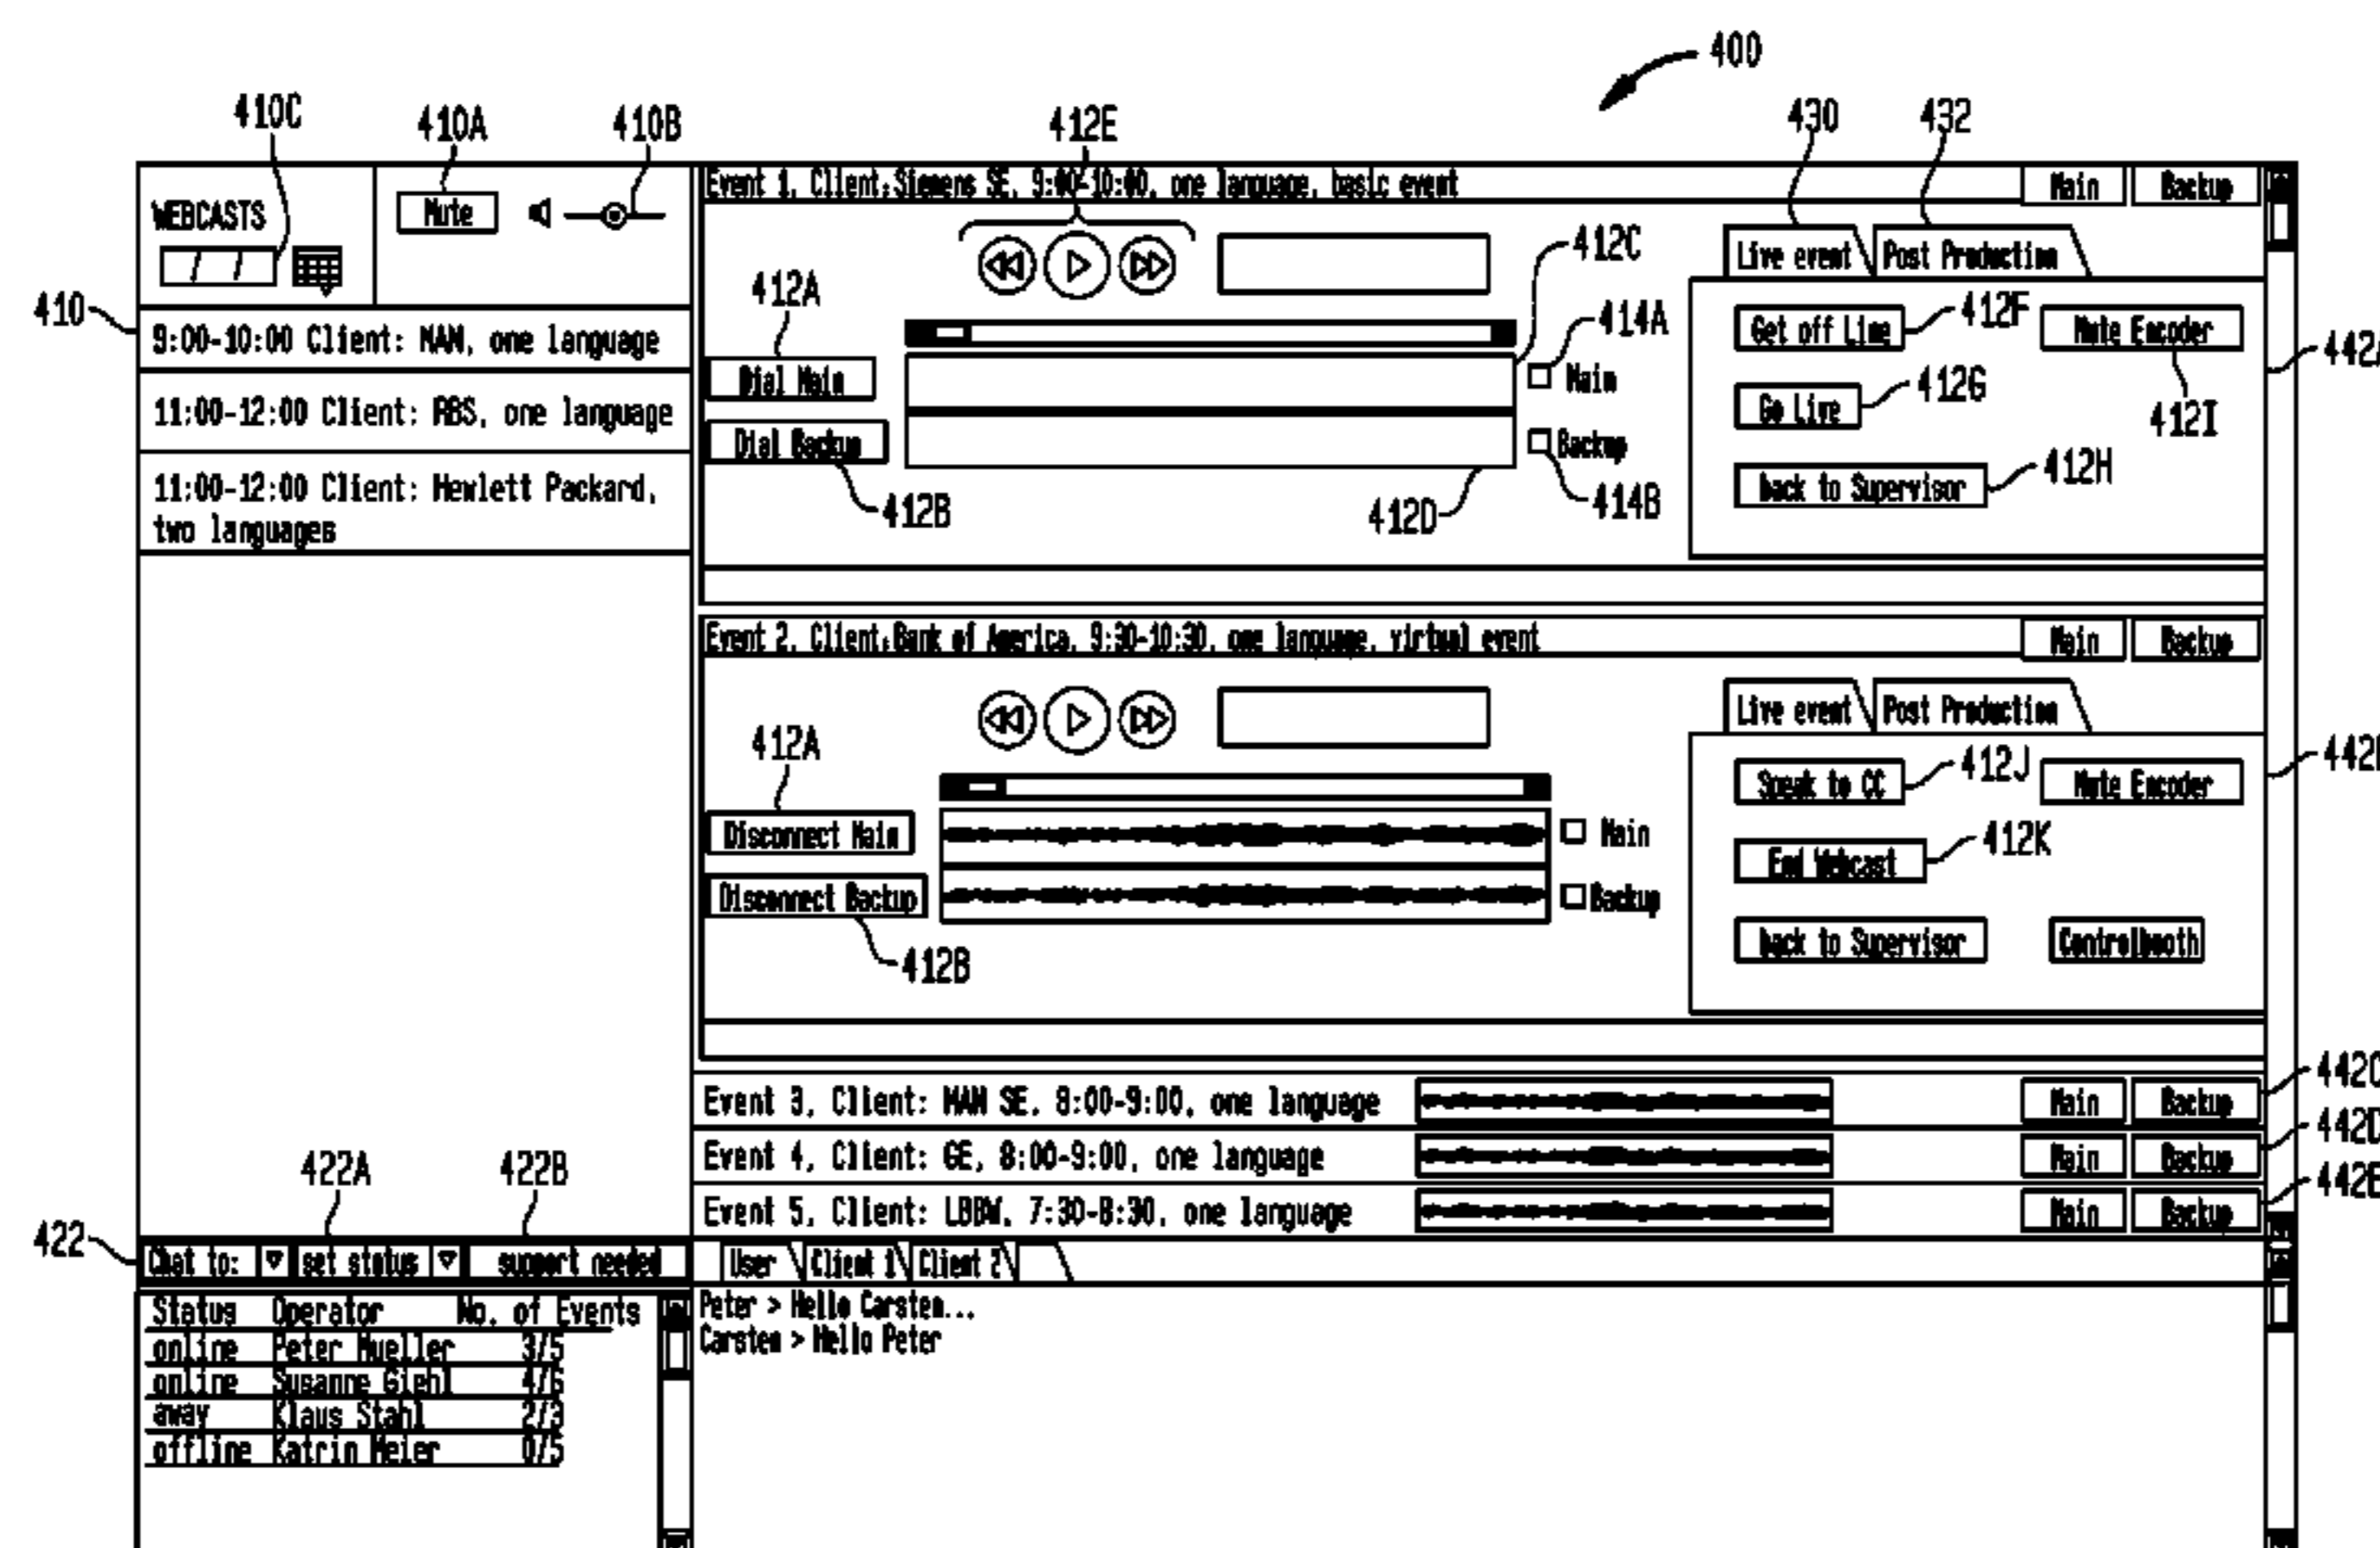 400
410C
410A
410B
412E
430
432
WEBCASTS
Mute
Event 1, Client:Siemens SE, 9:00-10:00, one language, basic event
Main
Backup
412C
Live event
Post Production
412A
414A
412F
410
9:00-10:00 Client: MAN, one language
Get off Line
Mute Encoder
442A
Dial Main
Main
412G
11:00-12:00 Client: RBS, one language
Go Live
412I
Dial Backup
Backup
412H
11:00-12:00 Client: Hewlett Packard,
two languages
412B
412D
414B
back to Supervisor
Event 2, Client:Bank of America, 9:30-10:30, one language, virtual event
Main
Backup
Live event
Post Production
412A
412J
Speak to CC
Mute Encoder
Disconnect Main
Main
412K
End Webcast
Disconnect Backup
Backup
412B
back to Supervisor
Controlbooth
Event 3, Client: MAN SE, 8:00-9:00, one language
Main
Backup
442C
Event 4, Client: GE, 8:00-9:00, one language
Main
Backup
442D
Event 5, Client: LBBW, 7:30-8:30, one language
Main
Backup
442E
422A
422B
422
Chat to:
set status
support needed
User
Client 1
Client 2
Status Operator No. of Events
online Peter Mueller 3/5
online Susanne Giehl 4/6
away Klaus Stahl 2/3
offline Katrin Meier 0/5
Peter > Hello Carsten...
Carsten > Hello Peter